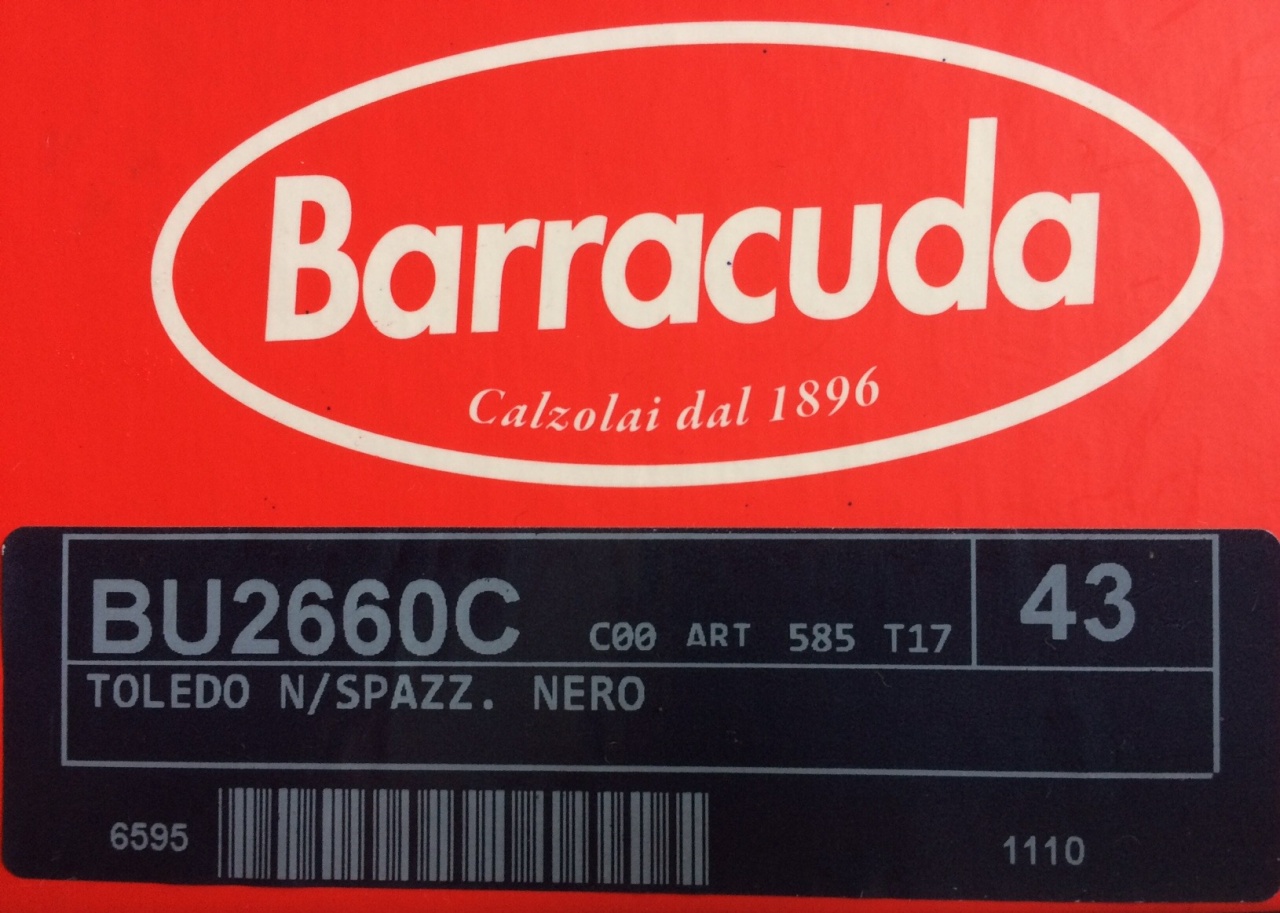 Barracuda
Calzolai dal 1896
BU2660C C00 ART 585 T17 43
TOLEDO N/SPAZZ. NERO
6595 1110